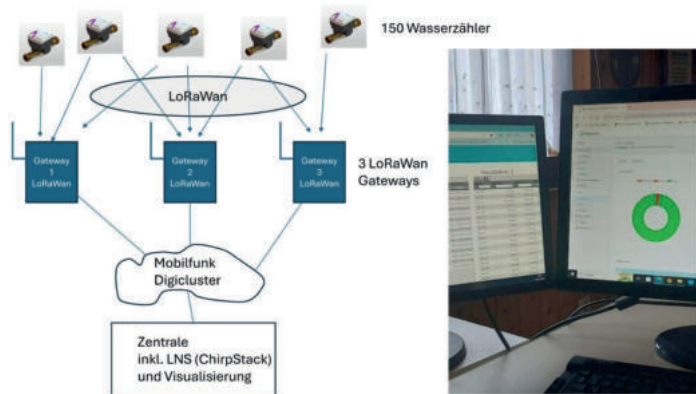 150 Wasserzähler
LoRaWan
Gateway
1
LoRaWan
Gateway
2
LoRaWan
Gateway
3
LoRaWan
3 LoRaWan
Gateways
Mobilfunk
Digicluster
Zentrale
inkl. LNS (ChirpStack)
und Visualisierung